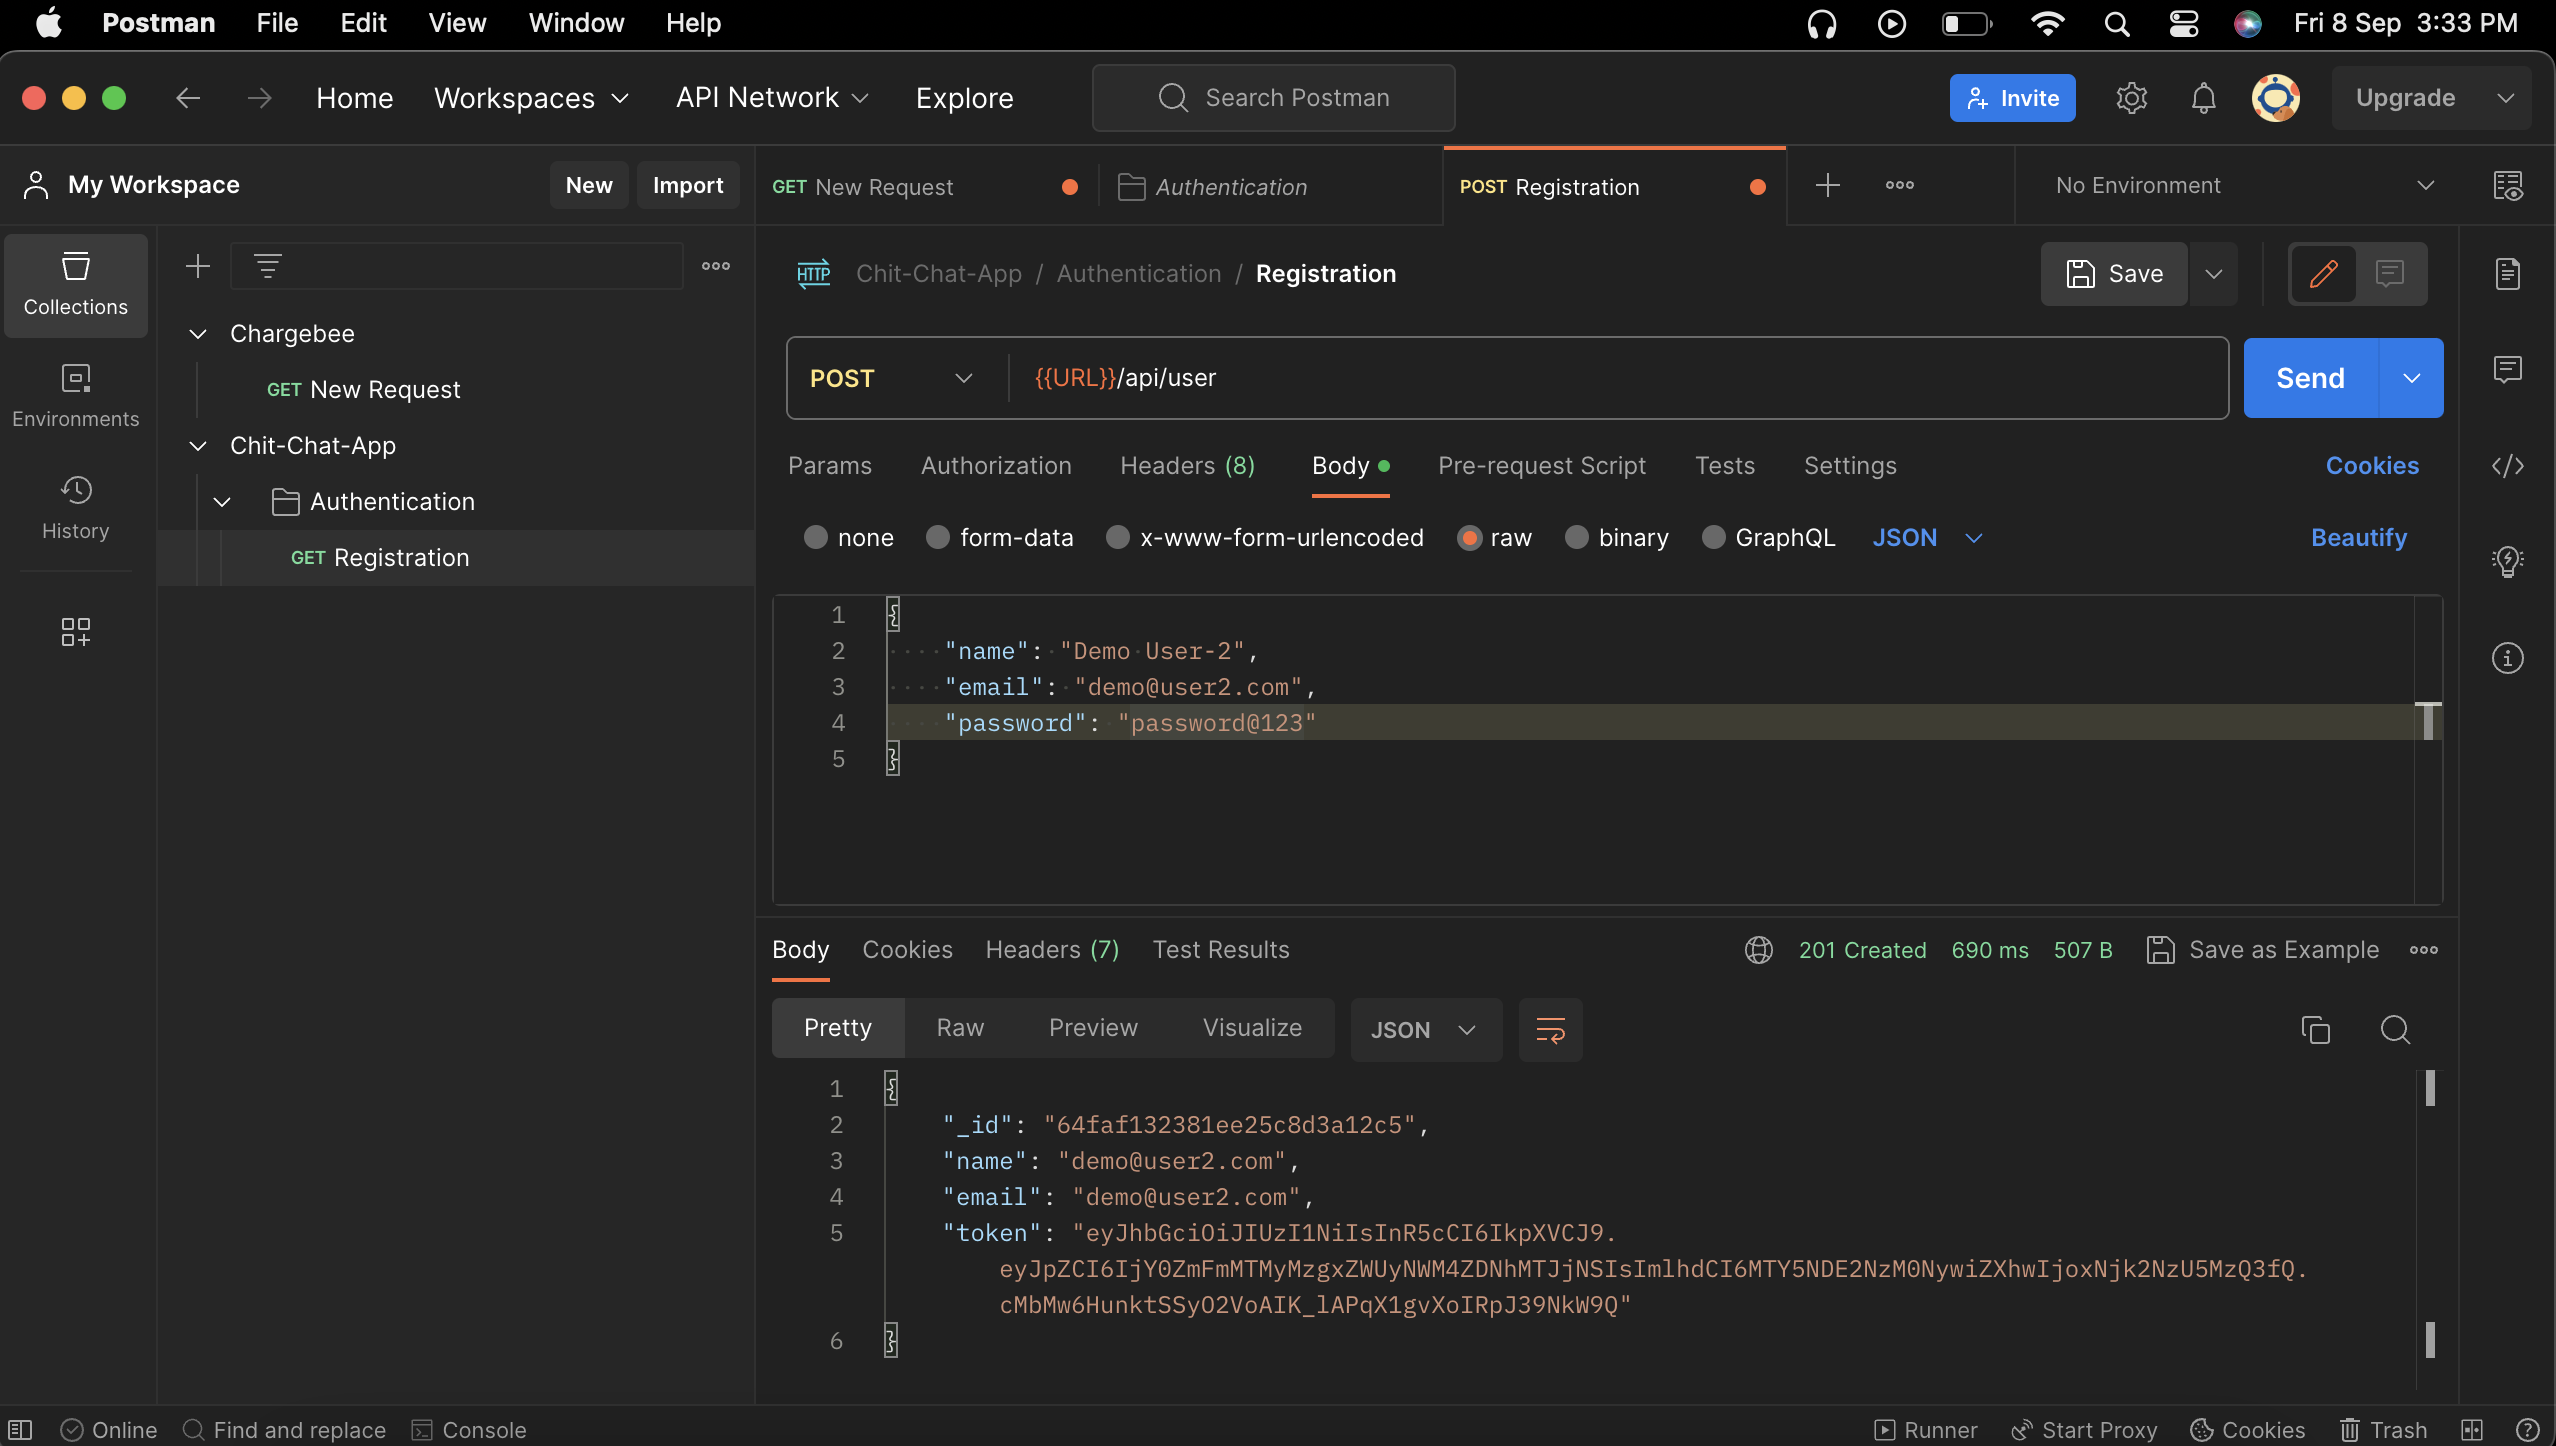 Postman File Edit View Window Help Fri 8 Sep 3:33 PM
Home Workspaces API Network Explore Search Postman Invite Upgrade
My Workspace New Import
GET New Request Authentication POST Registration No Environment
Collections
Environments
History
Chargebee
GET New Request
Chit-Chat-App
Authentication
GET Registration
HTTP Chit-Chat-App / Authentication / Registration Save
POST {{URL}}/api/user Send
Params Authorization Headers (8) Body Pre-request Script Tests Settings Cookies
none form-data x-www-form-urlencoded raw binary GraphQL JSON Beautify
1 {
2 "name": "Demo User-2",
3 "email": "demo@user2.com",
4 "password": "password@123"
5 }
Body Cookies Headers (7) Test Results 201 Created 690 ms 507 B Save as Example
Pretty Raw Preview Visualize JSON
1 {
2 "_id": "64faf132381ee25c8d3a12c5",
3 "name": "demo@user2.com",
4 "email": "demo@user2.com",
5 "token": "eyJhbGciOiJIUzI1NiIsInR5cCI6IkpXVCJ9.
eyJpZCI6IjY0ZmFmMTMyMzgxZWUyNWM4ZDNhMTJjNSIsImlhdCI6MTY5NDE2NzM0NywiZXhwIjoxNjk2NzU5MzQ3fQ.
cMbMw6HunktSSyO2VoAIK_lAPqX1gvXoIRpJ39NkW9Q"
6 }
Online Find and replace Console Runner Start Proxy Cookies Trash